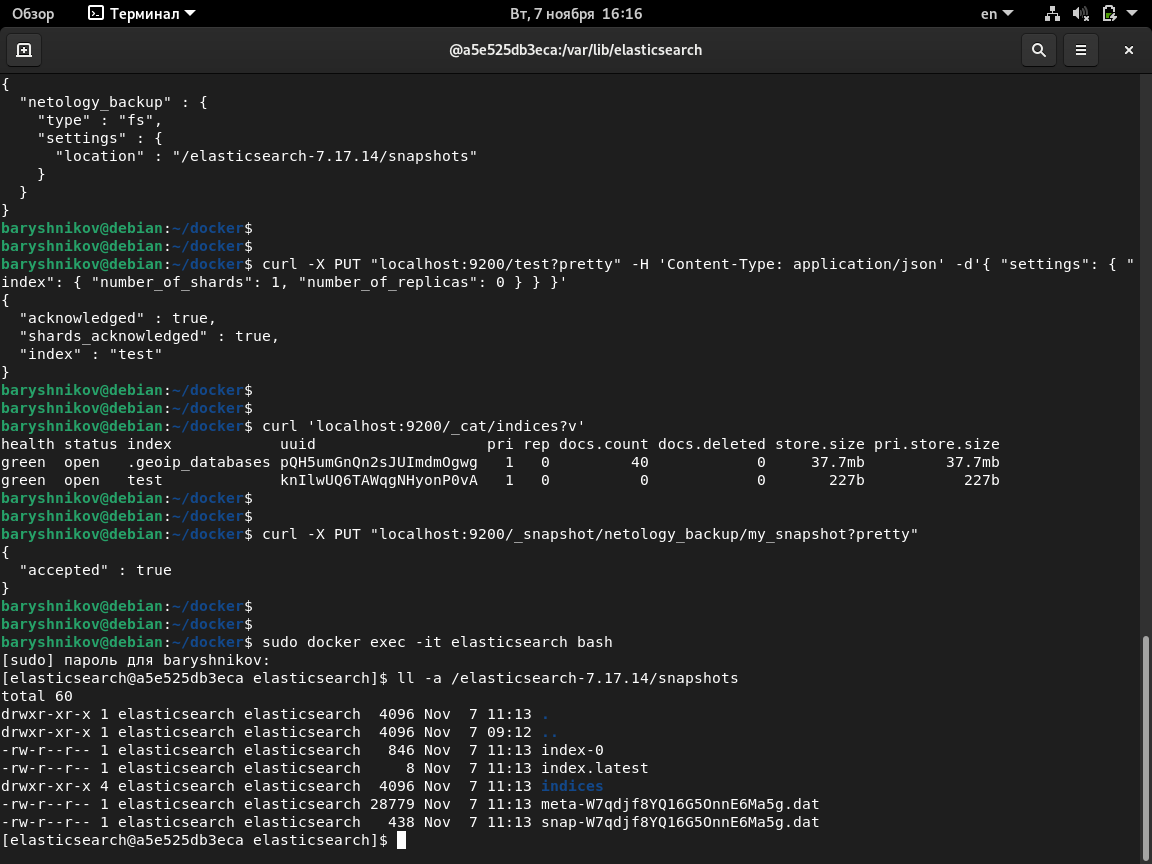 Обзор Терминал Вт, 7 ноября 16:16 en
@a5e525db3eca:/var/lib/elasticsearch
{
  "netology_backup" : {
    "type" : "fs",
    "settings" : {
      "location" : "/elasticsearch-7.17.14/snapshots"
    }
  }
}
baryshnikov@debian:~/docker$
baryshnikov@debian:~/docker$
baryshnikov@debian:~/docker$ curl -X PUT "localhost:9200/test?pretty" -H 'Content-Type: application/json' -d'{ "settings": { "
index": { "number_of_shards": 1, "number_of_replicas": 0 } } }'
{
  "acknowledged" : true,
  "shards_acknowledged" : true,
  "index" : "test"
}
baryshnikov@debian:~/docker$
baryshnikov@debian:~/docker$
baryshnikov@debian:~/docker$ curl 'localhost:9200/_cat/indices?v'
health status index            uuid                   pri rep docs.count docs.deleted store.size pri.store.size
green  open   .geoip_databases pQH5umGnQn2sJUImdmOgwg   1   0         40            0     37.7mb         37.7mb
green  open   test             knIlwUQ6TAWqgNHyonP0vA   1   0          0            0       227b           227b
baryshnikov@debian:~/docker$
baryshnikov@debian:~/docker$
baryshnikov@debian:~/docker$ curl -X PUT "localhost:9200/_snapshot/netology_backup/my_snapshot?pretty"
{
  "accepted" : true
}
baryshnikov@debian:~/docker$
baryshnikov@debian:~/docker$
baryshnikov@debian:~/docker$ sudo docker exec -it elasticsearch bash
[sudo] пароль для baryshnikov:
[elasticsearch@a5e525db3eca elasticsearch]$ ll -a /elasticsearch-7.17.14/snapshots
total 60
drwxr-xr-x 1 elasticsearch elasticsearch  4096 Nov  7 11:13 .
drwxr-xr-x 1 elasticsearch elasticsearch  4096 Nov  7 09:12 ..
-rw-r--r-- 1 elasticsearch elasticsearch   846 Nov  7 11:13 index-0
-rw-r--r-- 1 elasticsearch elasticsearch     8 Nov  7 11:13 index.latest
drwxr-xr-x 4 elasticsearch elasticsearch  4096 Nov  7 11:13 indices
-rw-r--r-- 1 elasticsearch elasticsearch 28779 Nov  7 11:13 meta-W7qdjf8YQ16G5OnnE6Ma5g.dat
-rw-r--r-- 1 elasticsearch elasticsearch   438 Nov  7 11:13 snap-W7qdjf8YQ16G5OnnE6Ma5g.dat
[elasticsearch@a5e525db3eca elasticsearch]$